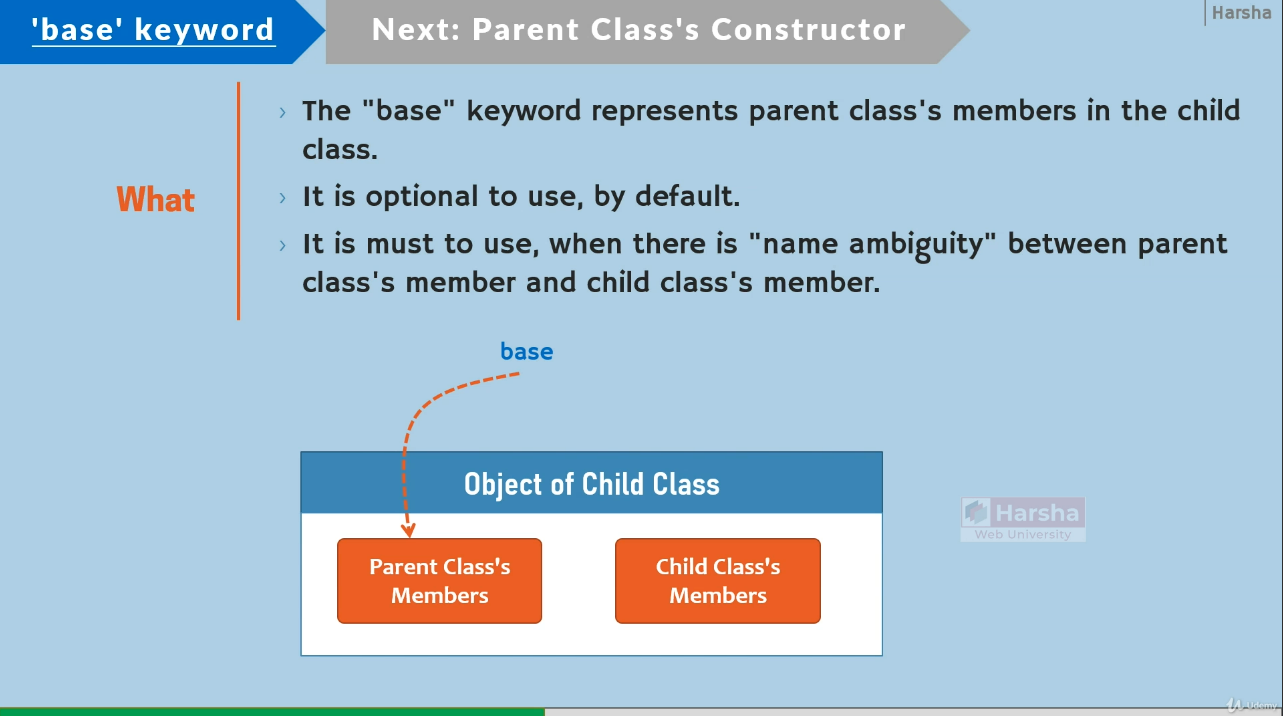 'base' keyword
Next: Parent Class's Constructor
Harsha
The "base" keyword represents parent class's members in the child
class.
What
It is optional to use, by default.
It is must to use, when there is "name ambiguity" between parent
class's member and child class's member.
base
Object of Child Class
Parent Class's
Members
Child Class's
Members
Harsha
Web University
Udemy